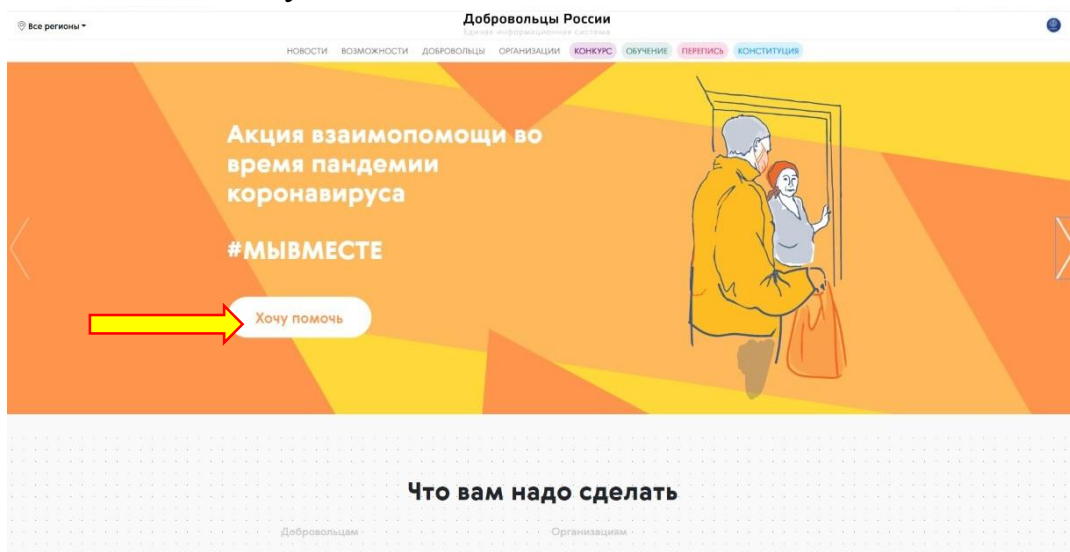 Все регионы
Добровольцы России
Единая информационная система
НОВОСТИ ВОЗМОЖНОСТИ ДОБРОВОЛЬЦЫ ОРГАНИЗАЦИИ КОНКУРС ОБУЧЕНИЕ ПЕРЕПИСЬ КОНСТИТУЦИЯ
Акция взаимопомощи во
время пандемии
коронавируса
#МЫВМЕСТЕ
Хочу помочь
Что вам надо сделать
Добровольцам Организациям